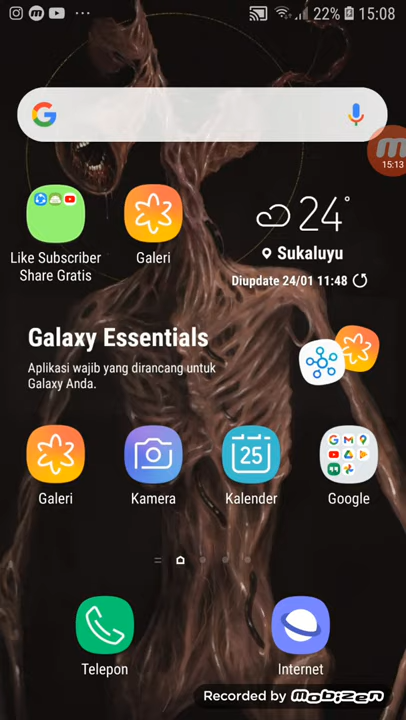 22% 15:08
15:13
Like Subscriber
Share Gratis
Galeri
24°
Sukaluyu
Diupdate 24/01 11:48
Galaxy Essentials
Aplikasi wajib yang dirancang untuk
Galaxy Anda.
Galeri
Kamera
25
Kalender
Google
Telepon
Internet
Recorded by Mobizen